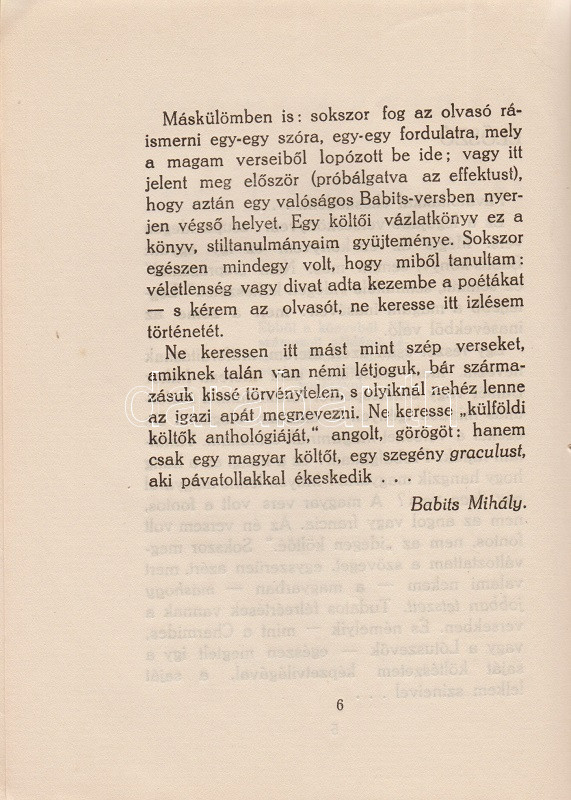 Máskülömben is: sokszor fog az olvasó rá-
ismerni egy-egy szóra, egy-egy fordulatra, mely
a magam verseiből lopózott be ide; vagy itt
jelent meg először (próbálgatva az effektust),
hogy aztán egy valóságos Babits-versben nyer-
jen végső helyet. Egy költői vázlatkönyv ez a
könyv, stiltanulmányaim gyüjteménye. Sokszor
egészen mindegy volt, hogy miből tanultam:
véletlenség vagy divat adta kezembe a poétákat
— s kérem az olvasót, ne keresse itt izlésem
történetét.
Ne keressen itt mást mint szép verseket,
amiknek talán van némi létjoguk, bár szárma-
zásuk kissé törvénytelen, s olyiknál nehéz lenne
az igazi apát megnevezni. Ne keresse „külföldi
költők anthológiáját,“ angolt, görögöt: hanem
csak egy magyar költőt, egy szegény graculust,
aki pávatollakkal ékeskedik . . .
Babits Mihály.
6
darabanth